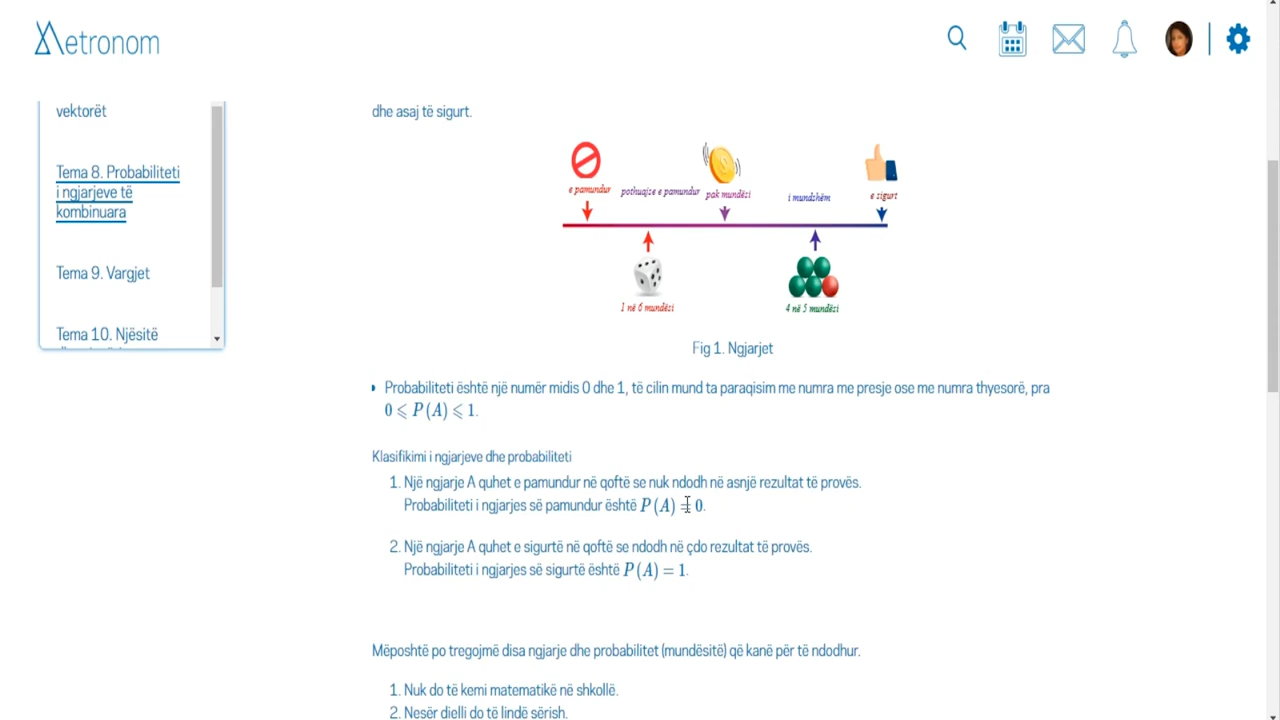 Metronom
vektorët
Tema 8. Probabiliteti
i ngjarjeve të
kombinuara
Tema 9. Vargjet
Tema 10. Njësitë
dhe asaj të sigurt.
e pamundur
pothuajse e pamundur
pak mundësi
i mundshëm
e sigurt
1 në 6 mundësi
4 në 5 mundësi
Fig 1. Ngjarjet
Probabiliteti është një numër midis 0 dhe 1, të cilin mund ta paraqisim me numra me presje ose me numra thyesorë, pra
0 ⩽ P (A) ⩽ 1.
Klasifikimi i ngjarjeve dhe probabiliteti
1. Një ngjarje A quhet e pamundur në qoftë se nuk ndodh në asnjë rezultat të provës.
Probabiliteti i ngjarjes së pamundur është P (A) = 0.
2. Një ngjarje A quhet e sigurtë në qoftë se ndodh në çdo rezultat të provës.
Probabiliteti i ngjarjes së sigurtë është P (A) = 1.
Mëposhtë po tregojmë disa ngjarje dhe probabilitet (mundësitë) që kanë për të ndodhur.
1. Nuk do të kemi matematikë në shkollë.
2. Nesër dielli do të lindë sërish.